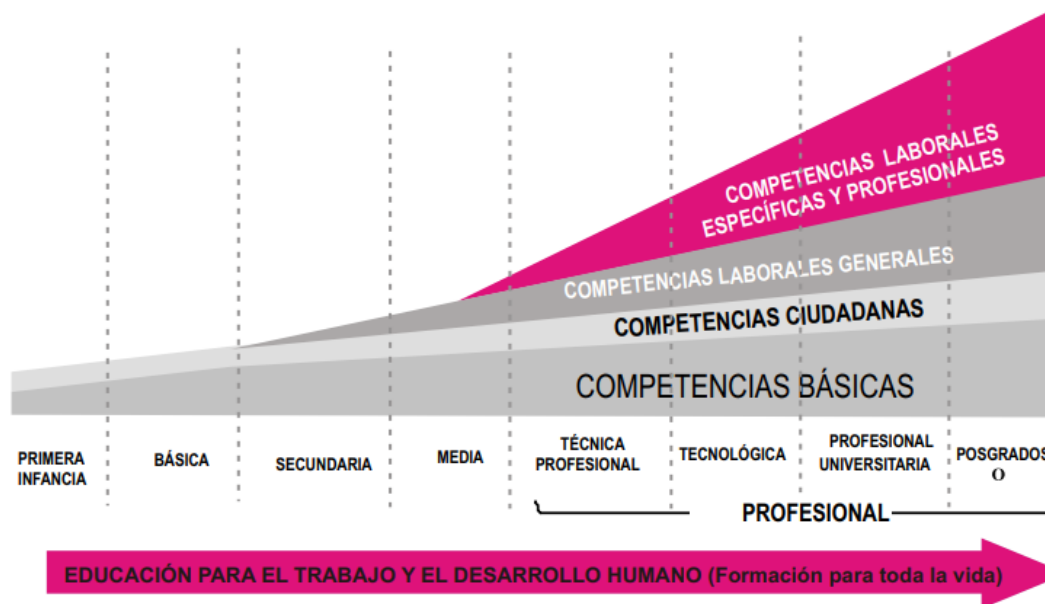 COMPETENCIAS LABORALES
ESPECÍFICAS Y PROFESIONALES
COMPETENCIAS LABORALES GENERALES
COMPETENCIAS CIUDADANAS
COMPETENCIAS BÁSICAS
PRIMERA
INFANCIA
BÁSICA
SECUNDARIA
MEDIA
TÉCNICA
PROFESIONAL
TECNOLÓGICA
PROFESIONAL
UNIVERSITARIA
POSGRADOS
O
PROFESIONAL
EDUCACIÓN PARA EL TRABAJO Y EL DESARROLLO HUMANO (Formación para toda la vida)